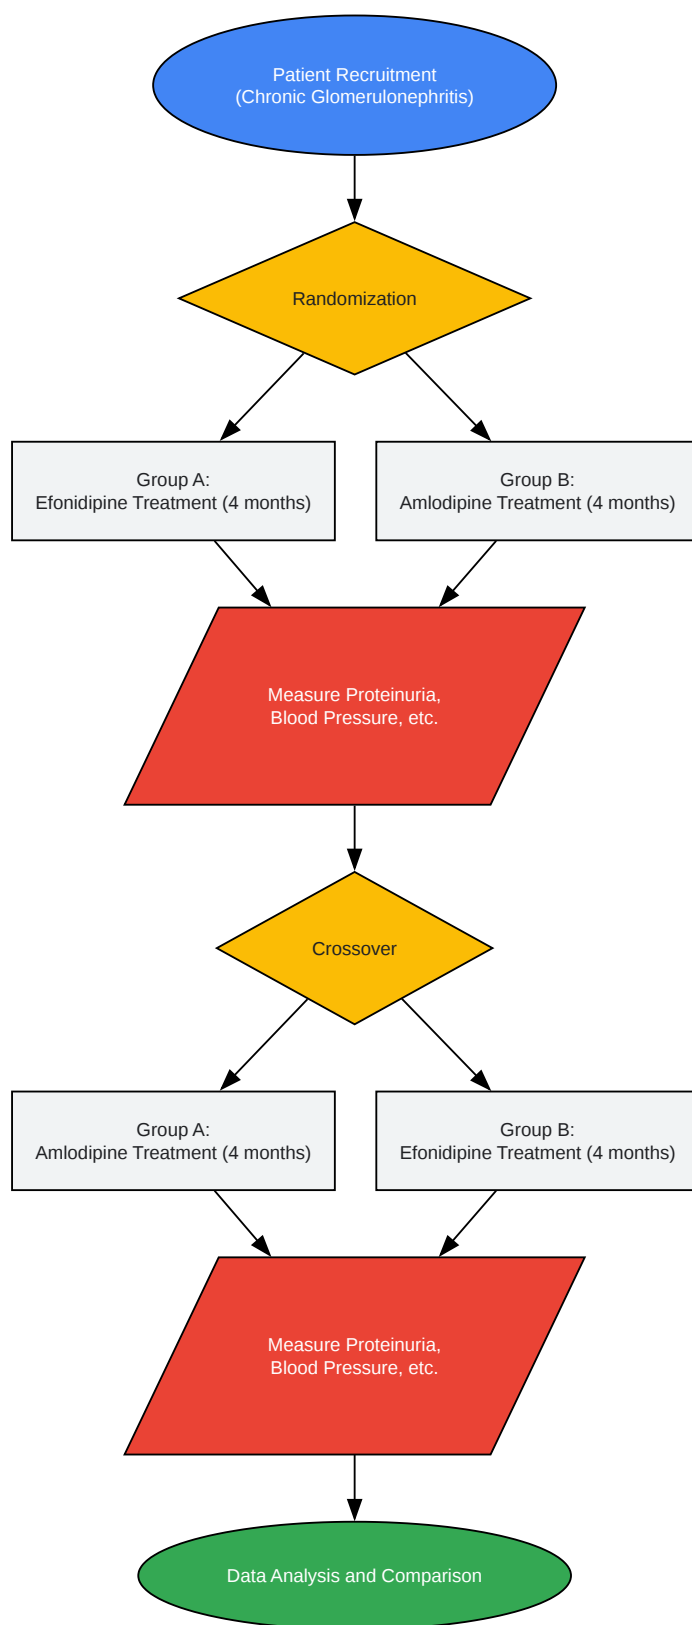 Patient Recruitment
(Chronic Glomerulonephritis)
Randomization
Group A:
Efonidipine Treatment (4 months)
Group B:
Amlodipine Treatment (4 months)
Measure Proteinuria,
Blood Pressure, etc.
Crossover
Group A:
Amlodipine Treatment (4 months)
Group B:
Efonidipine Treatment (4 months)
Measure Proteinuria,
Blood Pressure, etc.
Data Analysis and Comparison